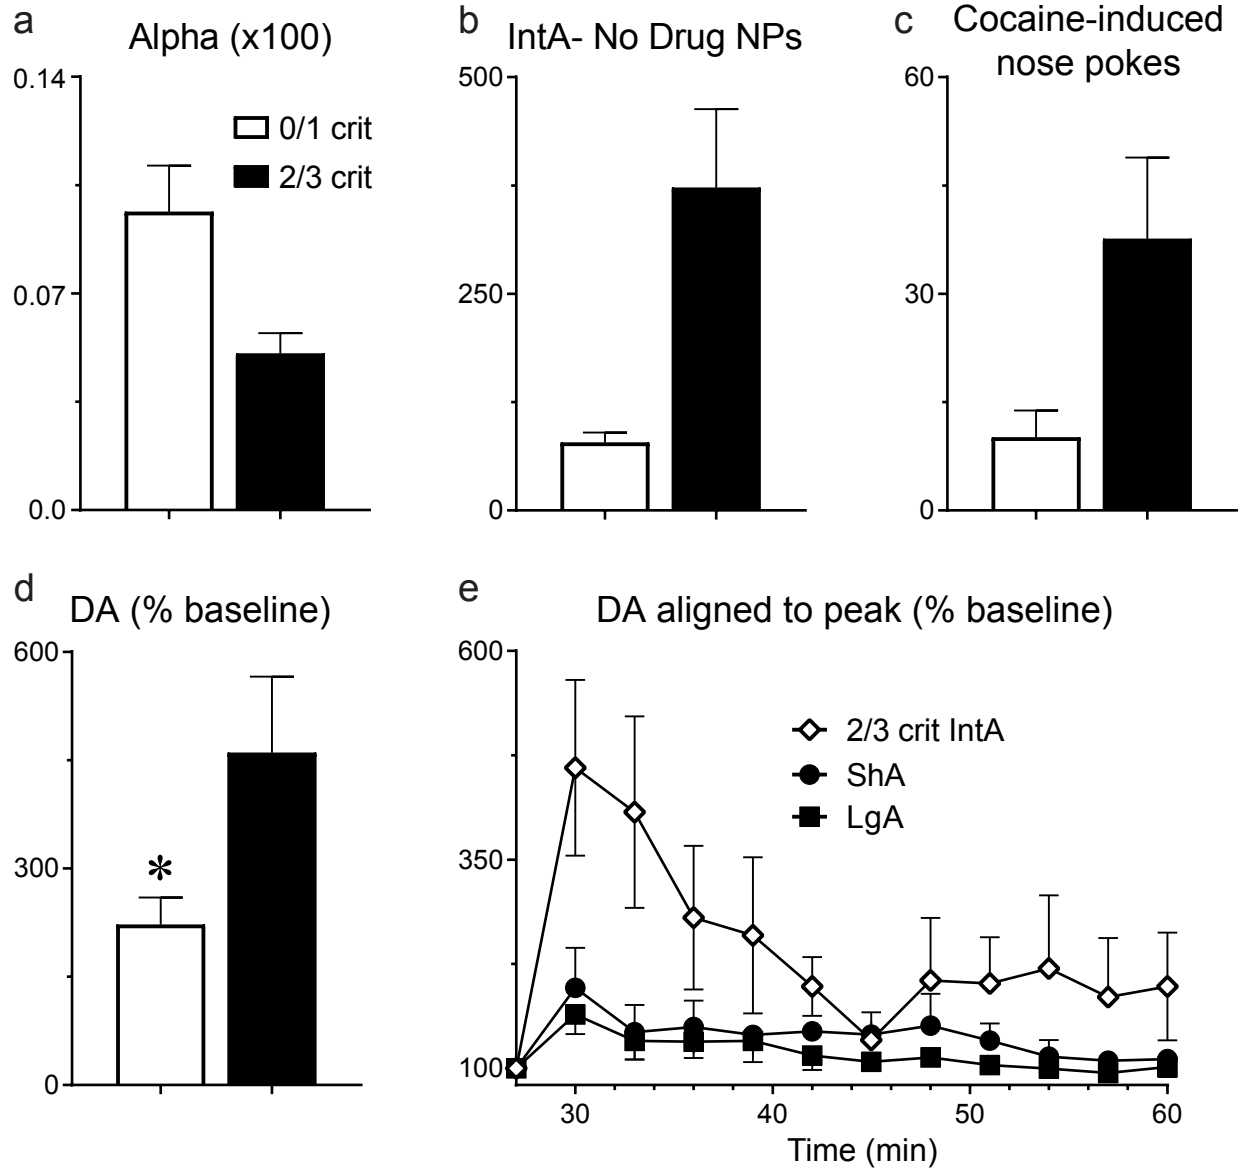 a
Alpha (x100)
0.14
0.07
0.0
0/1 crit
2/3 crit
b
IntA- No Drug NPs
500
250
0
c
Cocaine-induced
nose pokes
60
30
0
d
DA (% baseline)
600
300
0
*
e
DA aligned to peak (% baseline)
600
350
100
2/3 crit IntA
ShA
LgA
30 40 50 60
Time (min)